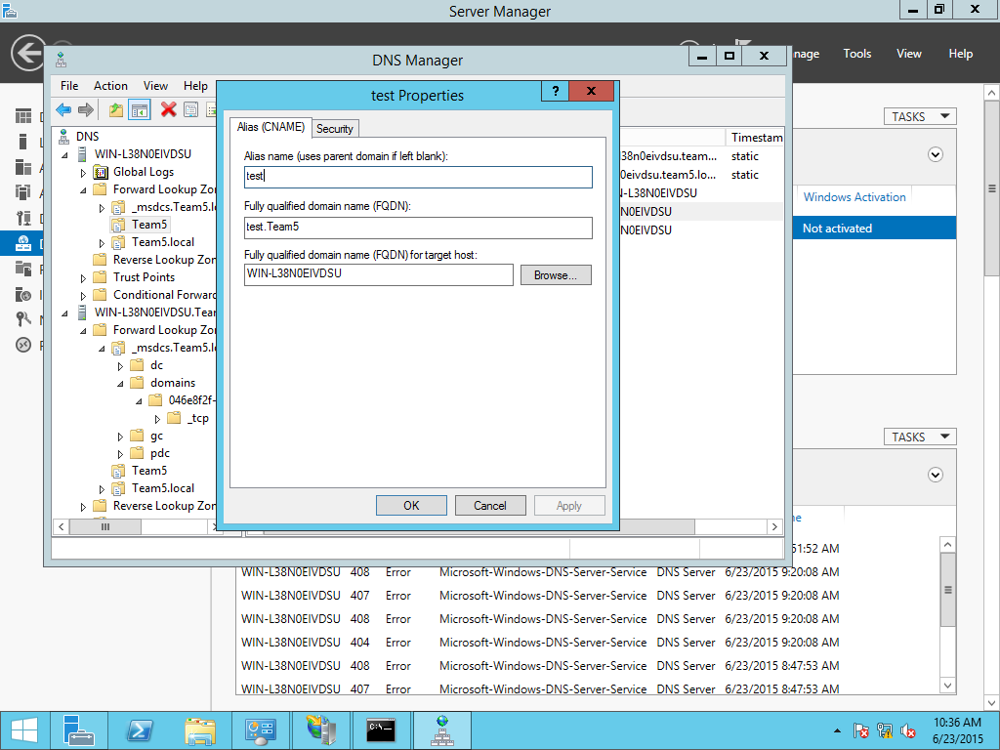 Server Manager
nage Tools View Help
DNS Manager
File Action View Help
test Properties
?
Alias (CNAME) Security
Alias name (uses parent domain if left blank):
test
Fully qualified domain name (FQDN):
test.Team5
Fully qualified domain name (FQDN) for target host:
WIN-L38N0EIVDSU
Browse...
OK Cancel Apply
DNS
WIN-L38N0EIVDSU
Global Logs
Forward Lookup Zon
_msdcs.Team5.l
Team5
Team5.local
Reverse Lookup Zon
Trust Points
Conditional Forward
WIN-L38N0EIVDSU.Tear
Forward Lookup Zon
_msdcs.Team5.l
dc
domains
046e8f2f-
_tcp
gc
pdc
Team5
Team5.local
Reverse Lookup Zon
Timestam
38n0eivdsu.team... static
0eivdsu.team5.lo... static
N-L38N0EIVDSU
N0EIVDSU
N0EIVDSU
TASKS
Windows Activation
Not activated
TASKS
ne
51:52 AM
WIN-L38N0EIVDSU 408 Error Microsoft-Windows-DNS-Server-Service DNS Server 6/23/2015 9:20:08 AM
WIN-L38N0EIVDSU 407 Error Microsoft-Windows-DNS-Server-Service DNS Server 6/23/2015 9:20:08 AM
WIN-L38N0EIVDSU 408 Error Microsoft-Windows-DNS-Server-Service DNS Server 6/23/2015 9:20:08 AM
WIN-L38N0EIVDSU 404 Error Microsoft-Windows-DNS-Server-Service DNS Server 6/23/2015 9:20:08 AM
WIN-L38N0EIVDSU 408 Error Microsoft-Windows-DNS-Server-Service DNS Server 6/23/2015 8:47:53 AM
WIN-L38N0EIVDSU 407 Error Microsoft-Windows-DNS-Server-Service DNS Server 6/23/2015 8:47:53 AM
C:\_
10:36 AM
6/23/2015